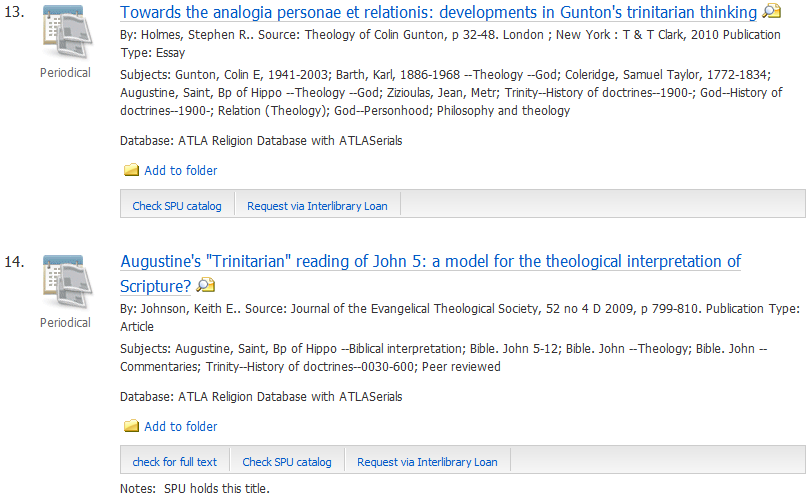 13.
Towards the analogia personae et relationis: developments in Gunton's trinitarian thinking
By: Holmes, Stephen R.. Source: Theology of Colin Gunton, p 32-48. London ; New York : T & T Clark, 2010 Publication
Type: Essay
Periodical
Subjects: Gunton, Colin E, 1941-2003; Barth, Karl, 1886-1968 --Theology --God; Coleridge, Samuel Taylor, 1772-1834;
Augustine, Saint, Bp of Hippo --Theology --God; Zizioulas, Jean, Metr; Trinity--History of doctrines--1900-; God--History of
doctrines--1900-; Relation (Theology); God--Personhood; Philosophy and theology
Database: ATLA Religion Database with ATLASerials
Add to folder
Check SPU catalog Request via Interlibrary Loan
14.
Augustine's "Trinitarian" reading of John 5: a model for the theological interpretation of
Scripture?
By: Johnson, Keith E.. Source: Journal of the Evangelical Theological Society, 52 no 4 D 2009, p 799-810. Publication Type:
Article
Periodical
Subjects: Augustine, Saint, Bp of Hippo --Biblical interpretation; Bible. John 5-12; Bible. John --Theology; Bible. John --
Commentaries; Trinity--History of doctrines--0030-600; Peer reviewed
Database: ATLA Religion Database with ATLASerials
Add to folder
check for full text Check SPU catalog Request via Interlibrary Loan
Notes: SPU holds this title.